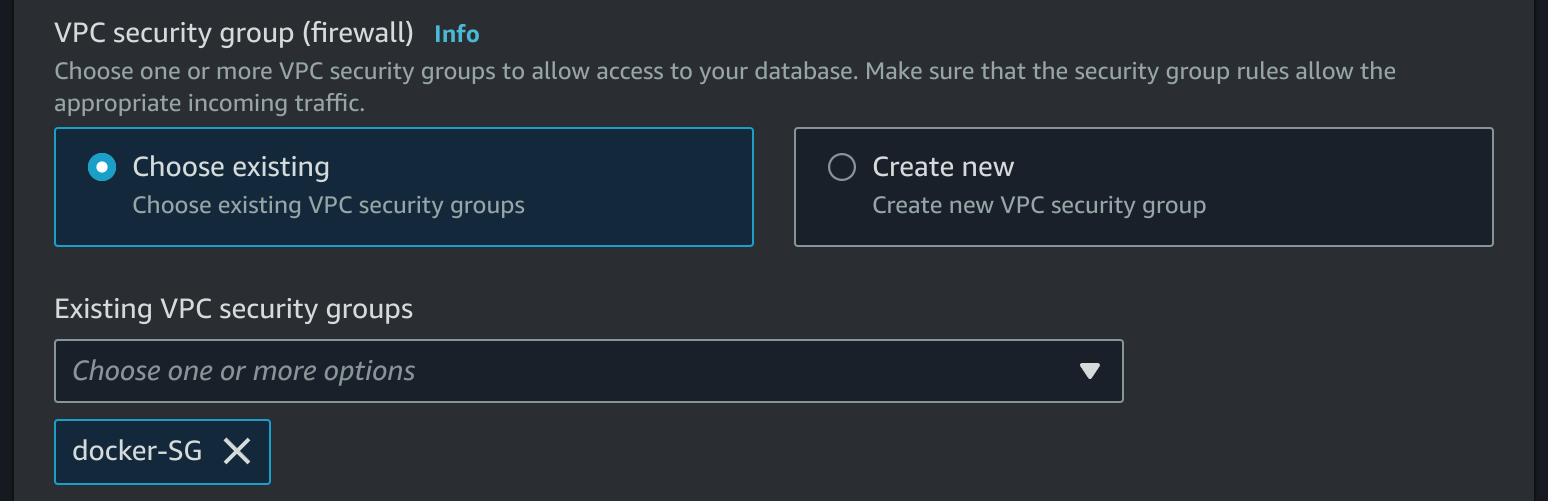 VPC security group (firewall) Info
Choose one or more VPC security groups to allow access to your database. Make sure that the security group rules allow the
appropriate incoming traffic.
Choose existing
Choose existing VPC security groups
Create new
Create new VPC security group
Existing VPC security groups
Choose one or more options
docker-SG